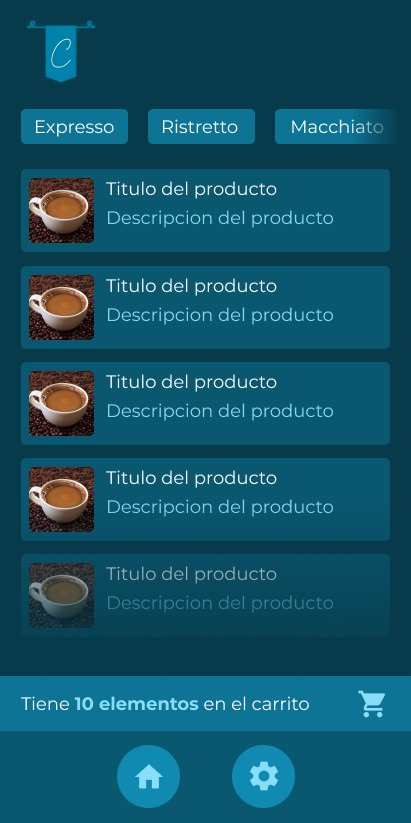 C
Expresso Ristretto Macchiato
Titulo del producto
Descripcion del producto
Titulo del producto
Descripcion del producto
Titulo del producto
Descripcion del producto
Titulo del producto
Descripcion del producto
Titulo del producto
Descripcion del producto
Tiene 10 elementos en el carrito